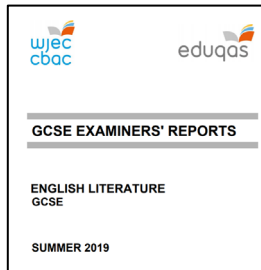 wjec
cbac
eduqas
GCSE EXAMINERS' REPORTS
ENGLISH LITERATURE
GCSE
SUMMER 2019